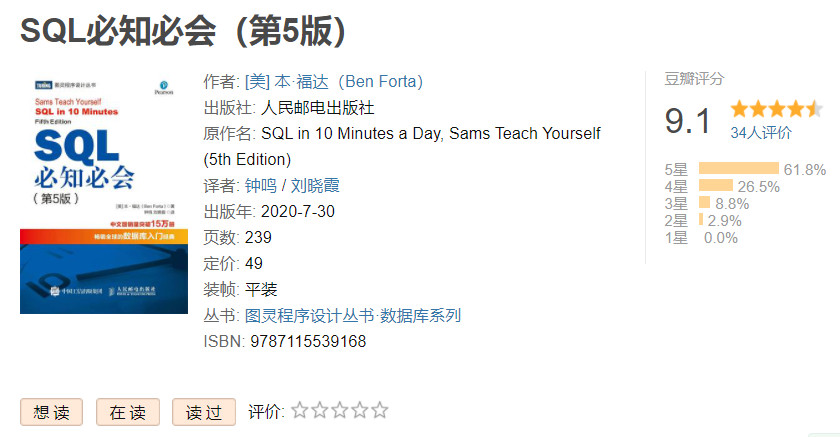 SQL必知必会（第5版）
图灵程序设计丛书
Pearson
Sams Teach Yourself
SQL in 10 Minutes
Fifth Edition
SQL
必知必会
（第5版）
[美] 本·福达（Ben Forta）著
钟鸣 刘晓霞 译
中文版销量突破15万册
畅销全球的数据库入门经典
中国工信出版集团
人民邮电出版社
作者: [美] 本·福达（Ben Forta）
出版社: 人民邮电出版社
原作名: SQL in 10 Minutes a Day, Sams Teach Yourself
(5th Edition)
译者: 钟鸣 / 刘晓霞
出版年: 2020-7-30
页数: 239
定价: 49
装帧: 平装
丛书: 图灵程序设计丛书·数据库系列
ISBN: 9787115539168
豆瓣评分
9.1
34人评价
5星 61.8%
4星 26.5%
3星 8.8%
2星 2.9%
1星 0.0%
想读 在读 读过 评价: